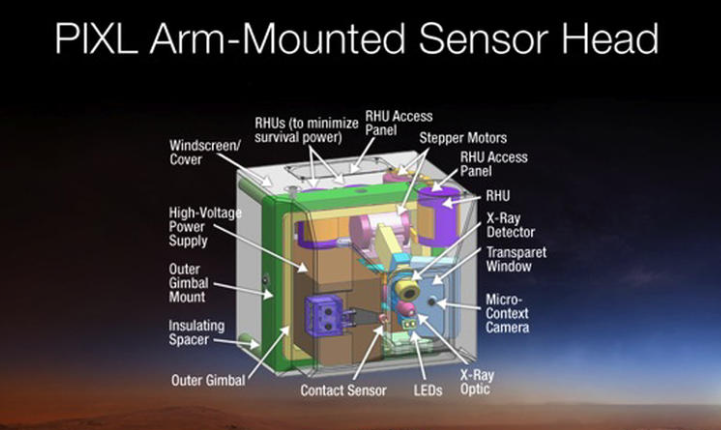 PIXL Arm-Mounted Sensor Head
RHUs (to minimize
survival power)
RHU Access
Panel
Stepper Motors
Windscreen/
Cover
RHU Access
Panel
RHU
High-Voltage
Power
Supply
X-Ray
Detector
Transparet
Window
Outer
Gimbal
Mount
Micro-
Context
Camera
Insulating
Spacer
Outer Gimbal
Contact Sensor
LEDs
X-Ray
Optic